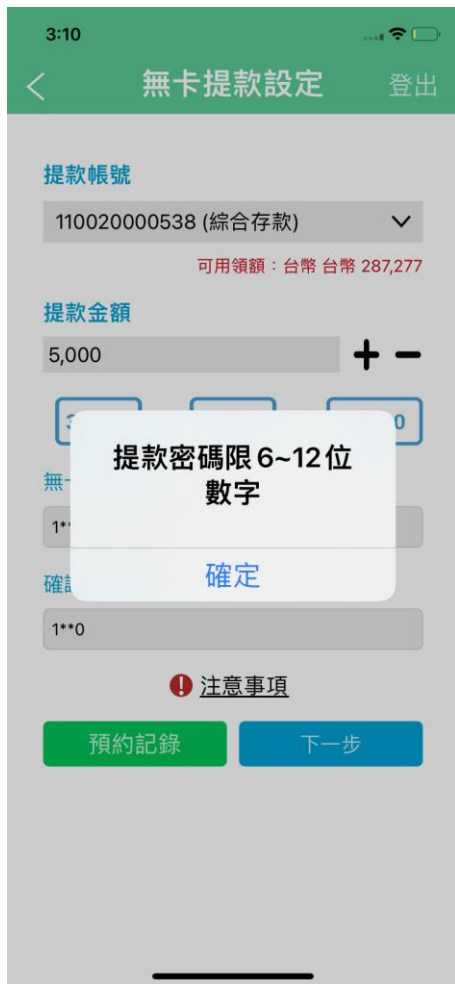 3:10
無卡提款設定 登出
提款帳號
110020000538 (綜合存款)
可用領額：台幣 台幣 287,277
提款金額
5,000
提款密碼限6~12位
數字
確定
1**0
注意事項
預約記錄 下一步